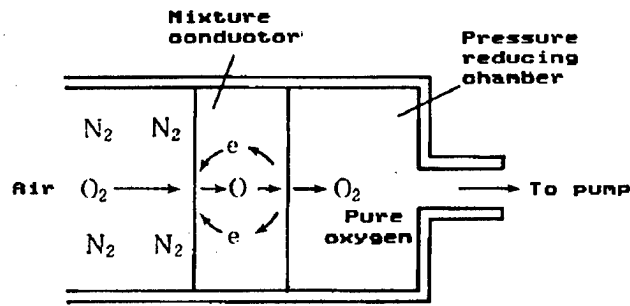 Mixture
conductor
Pressure
reducing
chamber
N₂ N₂
e
Air O₂ O O₂ To pump
Pure
oxygen
e
N₂ N₂